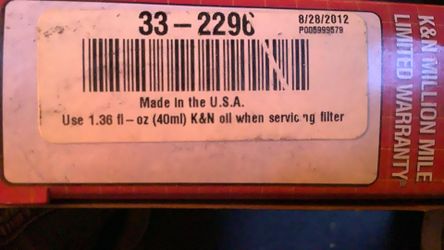 33-2296
8/28/2012
P005999579
Made In the U.S.A.
Use 1.36 fl-oz (40ml) K&N oil when servicing filter
K&N MILLION MILE
LIMITED WARRANTY®